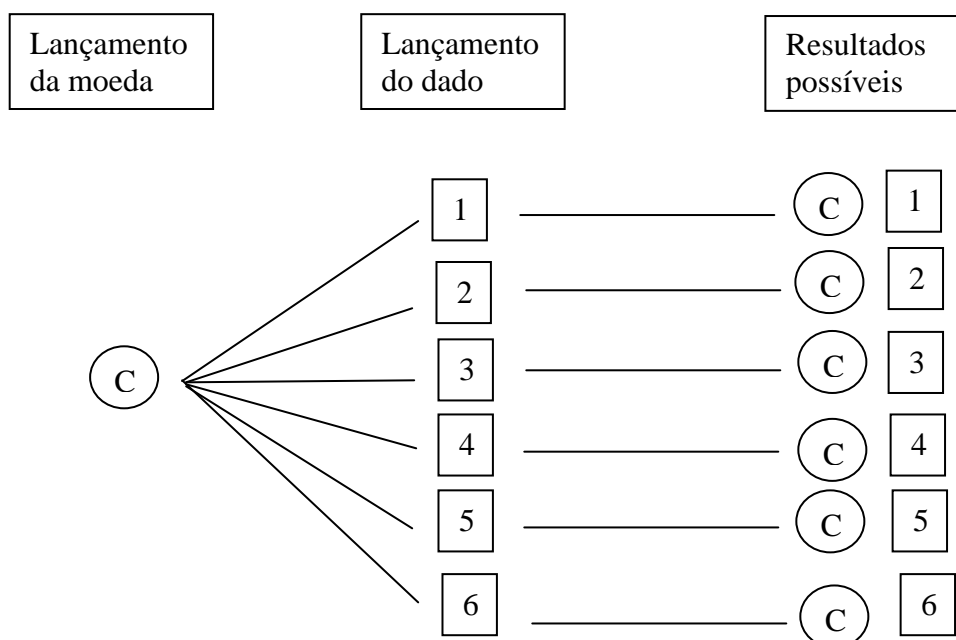 Lançamento
da moeda
Lançamento
do dado
Resultados
possíveis
1 C 1
2 C 2
C 3 C 3
4 C 4
5 C 5
6 C 6